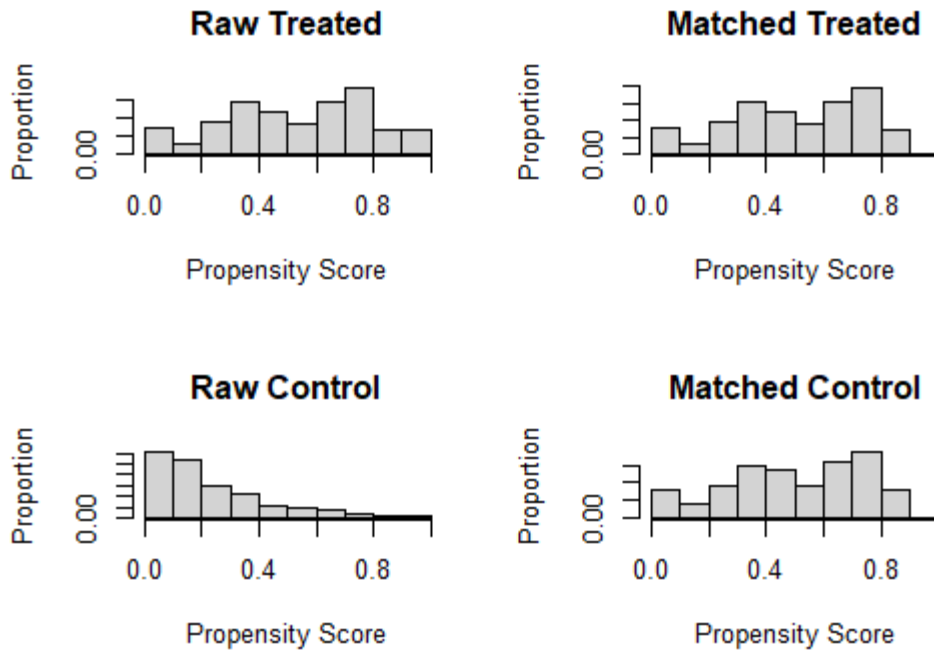 Raw Treated
Proportion
0.00
0.0 0.4 0.8
Propensity Score
Matched Treated
Proportion
0.00
0.0 0.4 0.8
Propensity Score
Raw Control
Proportion
0.00
0.0 0.4 0.8
Propensity Score
Matched Control
Proportion
0.00
0.0 0.4 0.8
Propensity Score